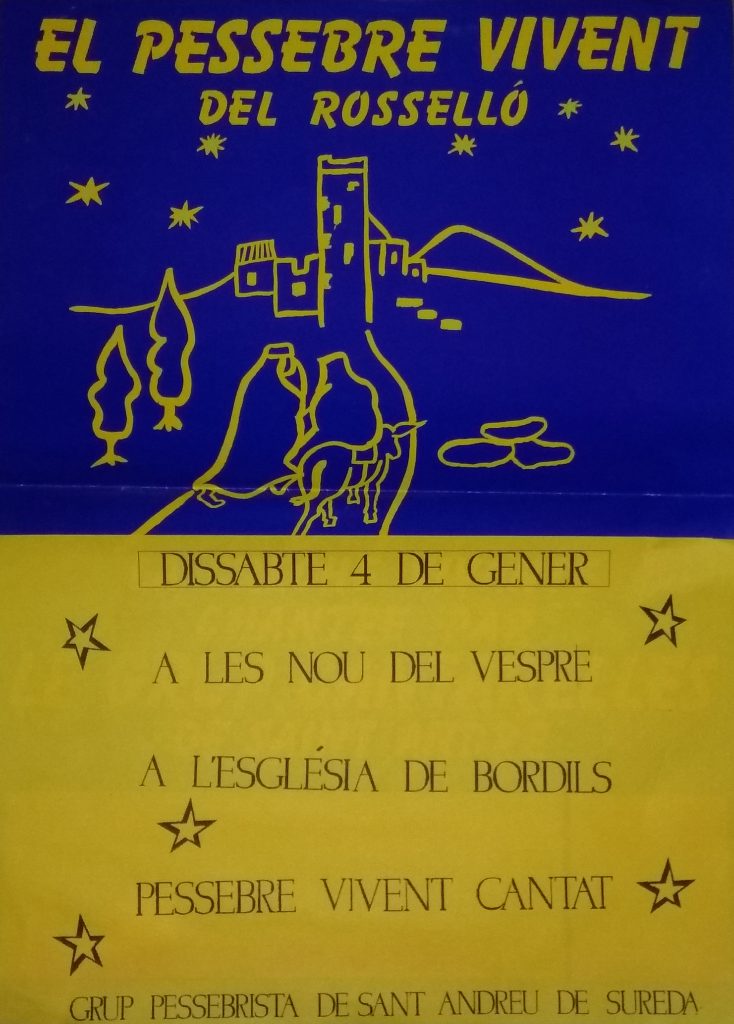 EL PESSEBRE VIVENT
DEL ROSSELLÓ
DISSABTE 4 DE GENER
A LES NOU DEL VESPRE
A L'ESGLÉSIA DE BORDILS
PESSEBRE VIVENT CANTAT
GRUP PESSEBRISTA DE SANT ANDREU DE SUREDA